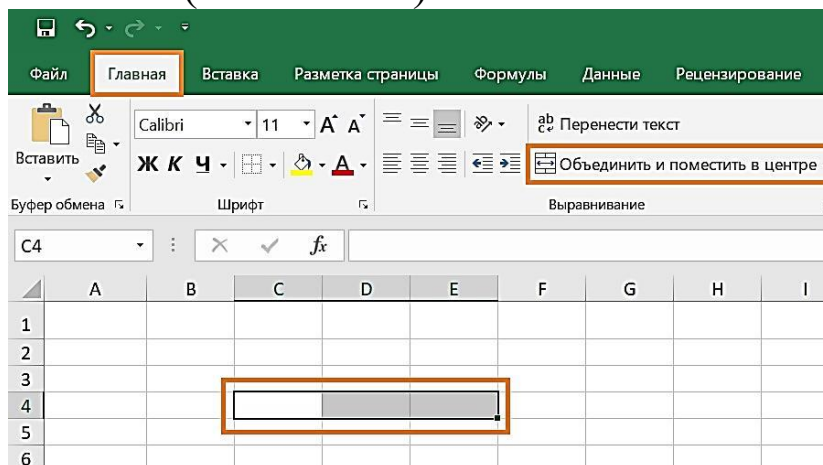 Файл Главная Вставка Разметка страницы Формулы Данные Рецензирование
Calibri 11 A A ab c Перенести текст
Вставить Ж К Ч А Объединить и поместить в центре
Буфер обмена Шрифт Выравнивание
C4 fx
A B C D E F G H I
1
2
3
4
5
6